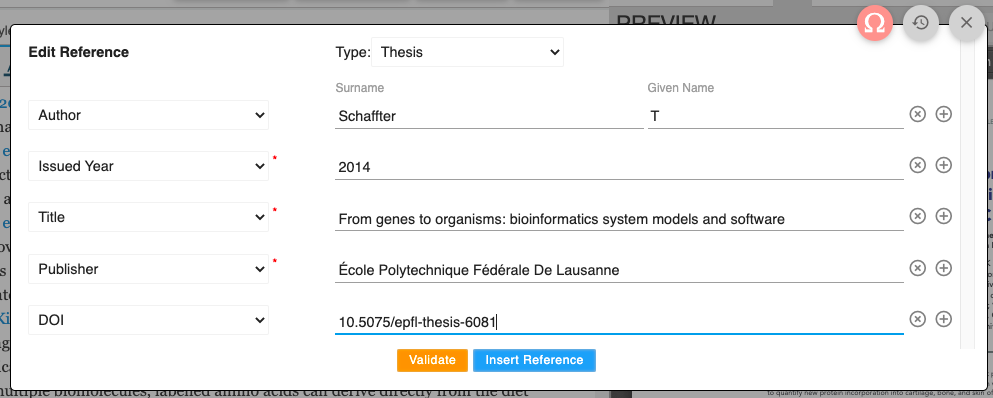 PREVIEW
Ω
Edit Reference
Type: Thesis
Surname Given Name
Author Schaffter T
Issued Year * 2014
Title * From genes to organisms: bioinformatics system models and software
Publisher * École Polytechnique Fédérale De Lausanne
DOI 10.5075/epfl-thesis-6081
Validate Insert Reference
multiple biomolecules, labelled amino acids can derive directly from the diet
to quantify new protein incorporation into cartilage, bone, and skin of